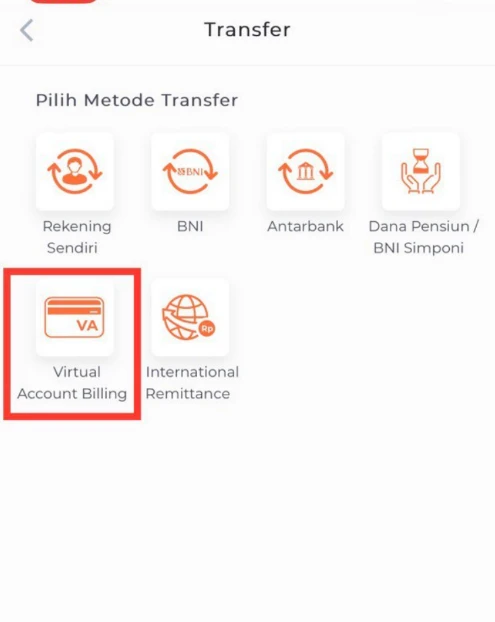 Transfer
Pilih Metode Transfer
BNI
Rekening
Sendiri
BNI
Antarbank
Dana Pensiun /
BNI Simponi
VA
Rp
Virtual
Account Billing
International
Remittance